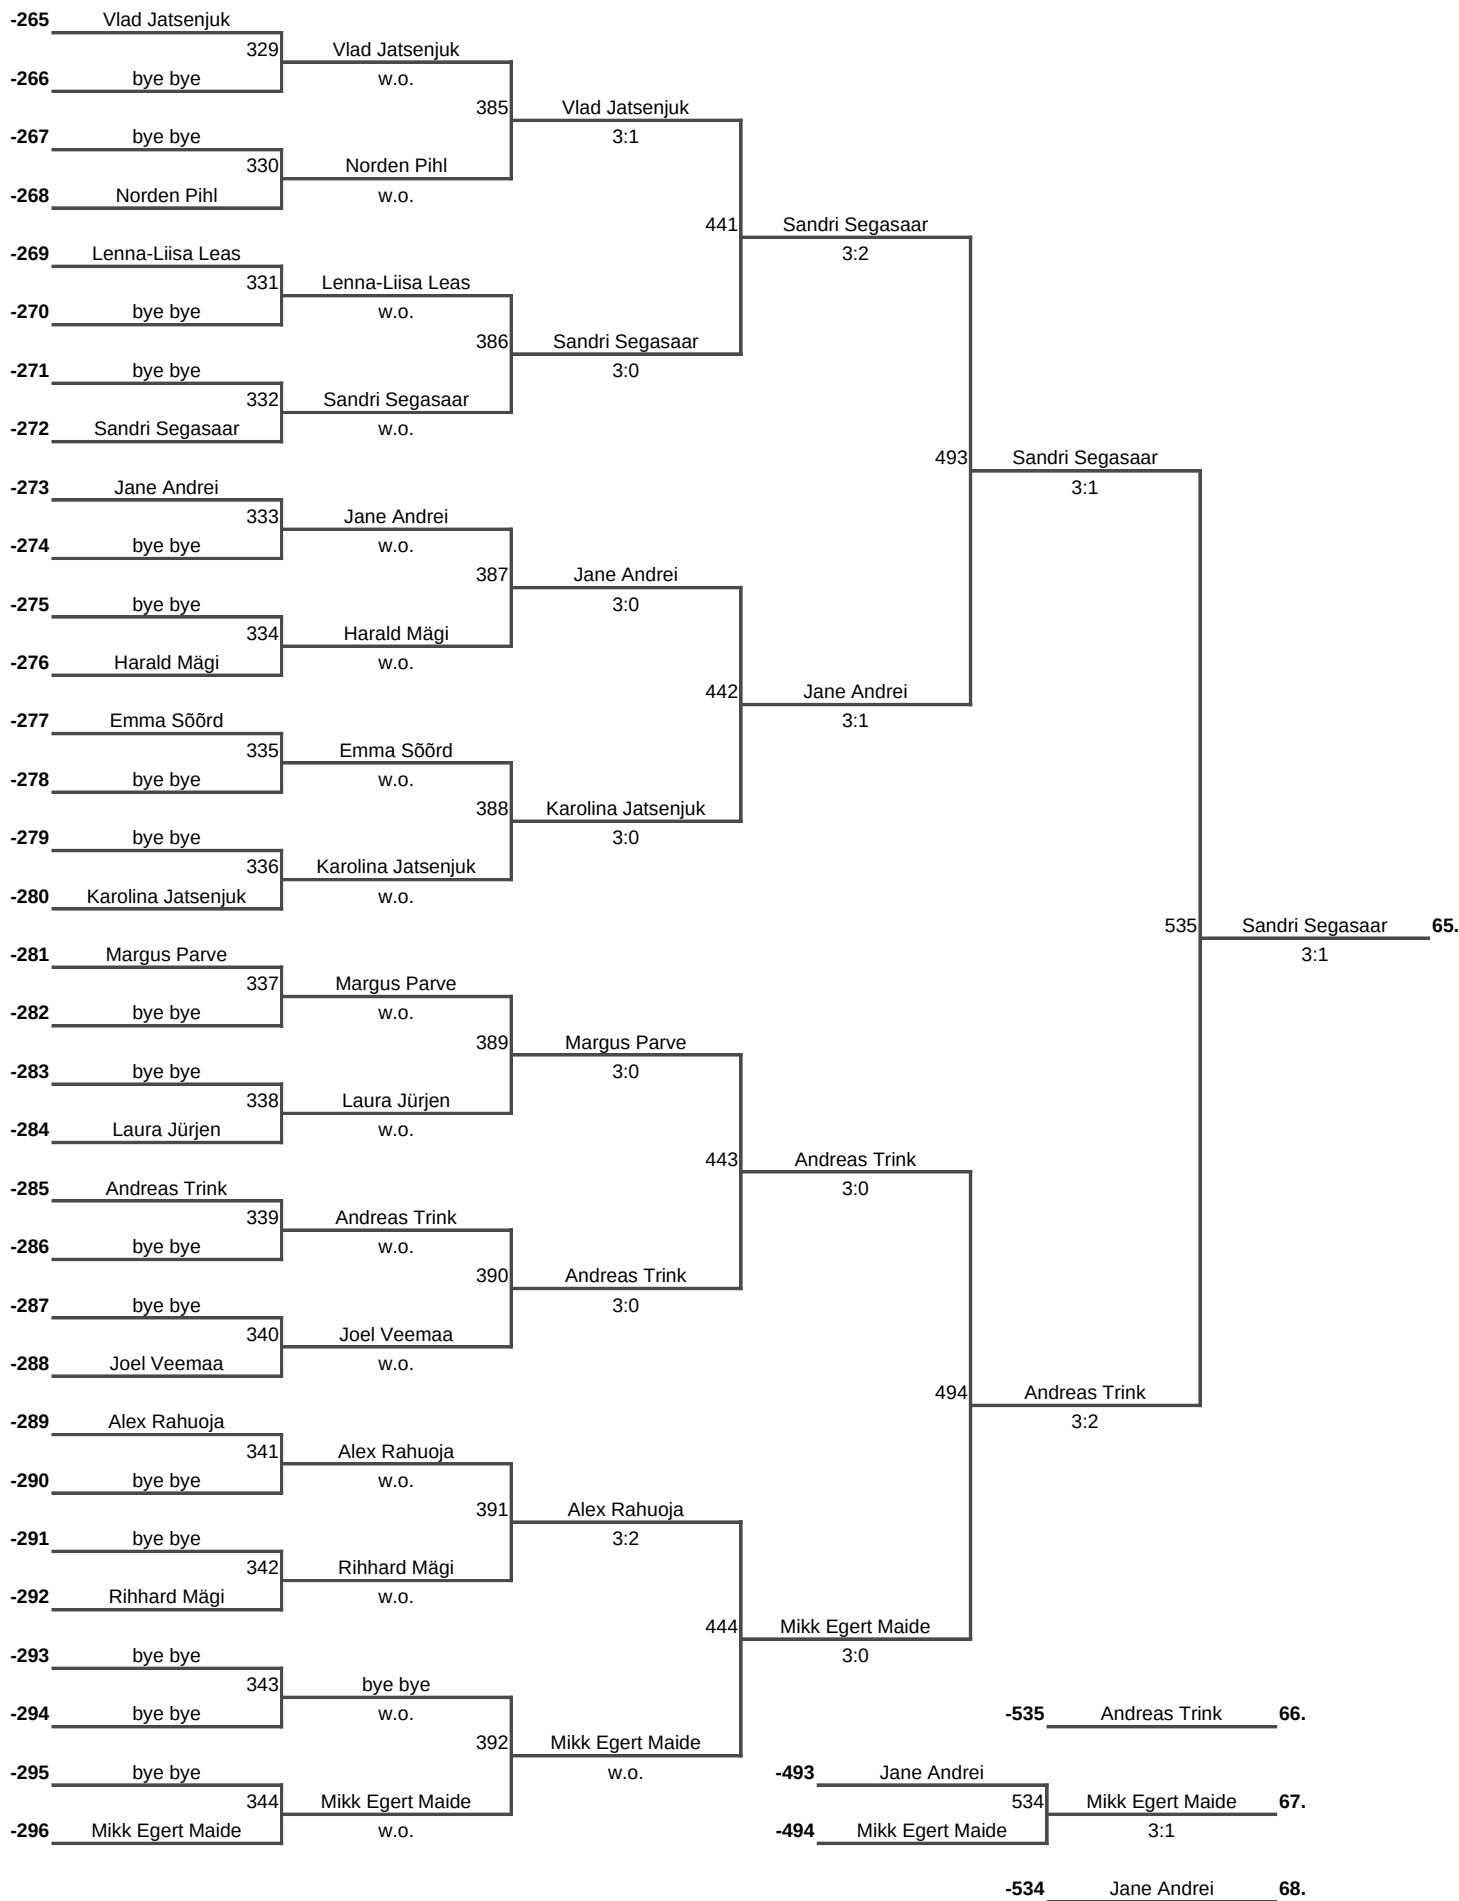 -265 Vlad Jatsenjuk
329 Vlad Jatsenjuk
-266 bye bye w.o.
385 Vlad Jatsenjuk
-267 bye bye 3:1
330 Norden Pihl
-268 Norden Pihl w.o.
441 Sandri Segasaar
-269 Lenna-Liisa Leas 3:2
331 Lenna-Liisa Leas
-270 bye bye w.o.
386 Sandri Segasaar
-271 bye bye 3:0
332 Sandri Segasaar
-272 Sandri Segasaar w.o.
493 Sandri Segasaar
-273 Jane Andrei 3:1
333 Jane Andrei
-274 bye bye w.o.
387 Jane Andrei
-275 bye bye 3:0
334 Harald Mägi
-276 Harald Mägi w.o.
442 Jane Andrei
-277 Emma Sõõrd 3:1
335 Emma Sõõrd
-278 bye bye w.o.
388 Karolina Jatsenjuk
-279 bye bye 3:0
336 Karolina Jatsenjuk
-280 Karolina Jatsenjuk w.o.
535 Sandri Segasaar 65.
-281 Margus Parve 3:1
337 Margus Parve
-282 bye bye w.o.
389 Margus Parve
-283 bye bye 3:0
338 Laura Jürjen
-284 Laura Jürjen w.o.
443 Andreas Trink
-285 Andreas Trink 3:0
339 Andreas Trink
-286 bye bye w.o.
390 Andreas Trink
-287 bye bye 3:0
340 Joel Veemaa
-288 Joel Veemaa w.o.
494 Andreas Trink
-289 Alex Rahuoja 3:2
341 Alex Rahuoja
-290 bye bye w.o.
391 Alex Rahuoja
-291 bye bye 3:2
342 Rihhard Mägi
-292 Rihhard Mägi w.o.
444 Mikk Egert Maide
-293 bye bye 3:0
343 bye bye
-294 bye bye w.o. -535 Andreas Trink 66.
392 Mikk Egert Maide
-295 bye bye w.o. -493 Jane Andrei
344 Mikk Egert Maide 534 Mikk Egert Maide 67.
-296 Mikk Egert Maide w.o. -494 Mikk Egert Maide 3:1
-534 Jane Andrei 68.